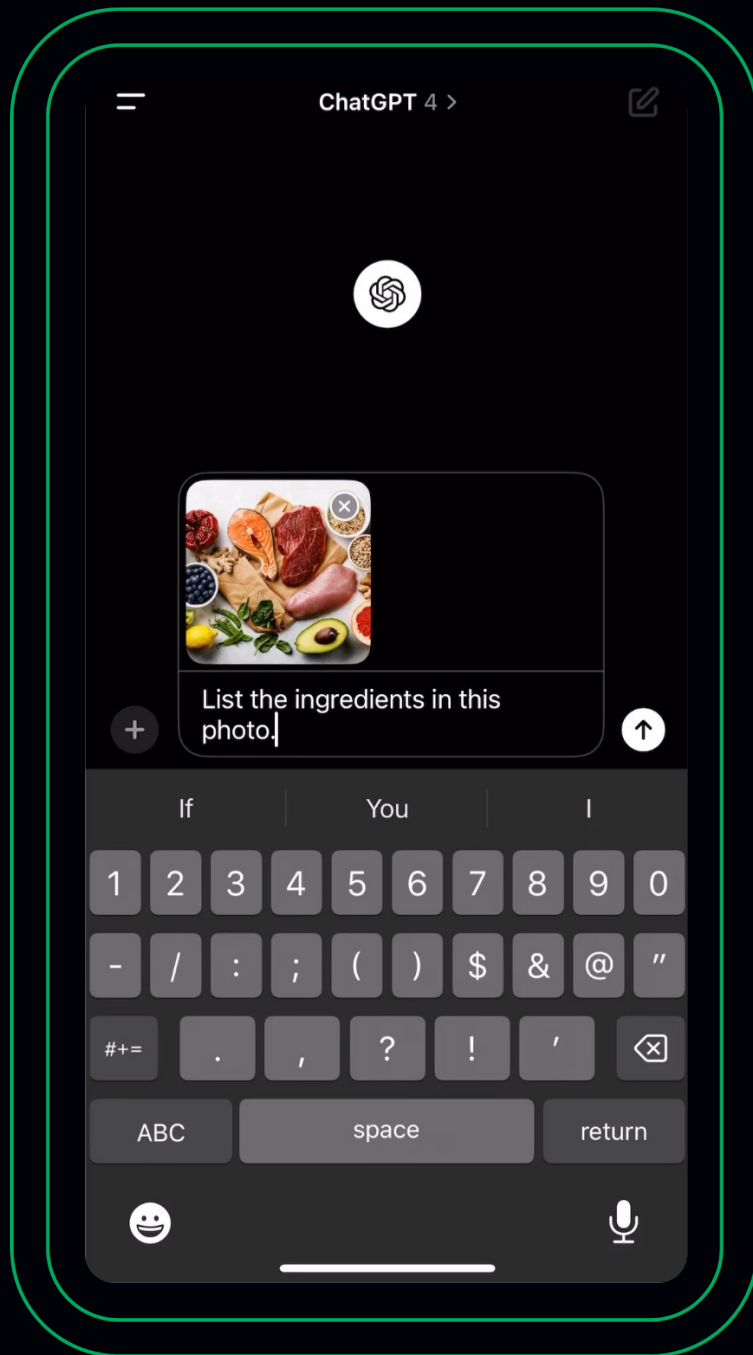 ChatGPT 4 >
List the ingredients in this
photo.
If You I
1 2 3 4 5 6 7 8 9 0
- / : ; ( ) $ & @ "
#+= . , ? ! '
ABC space return